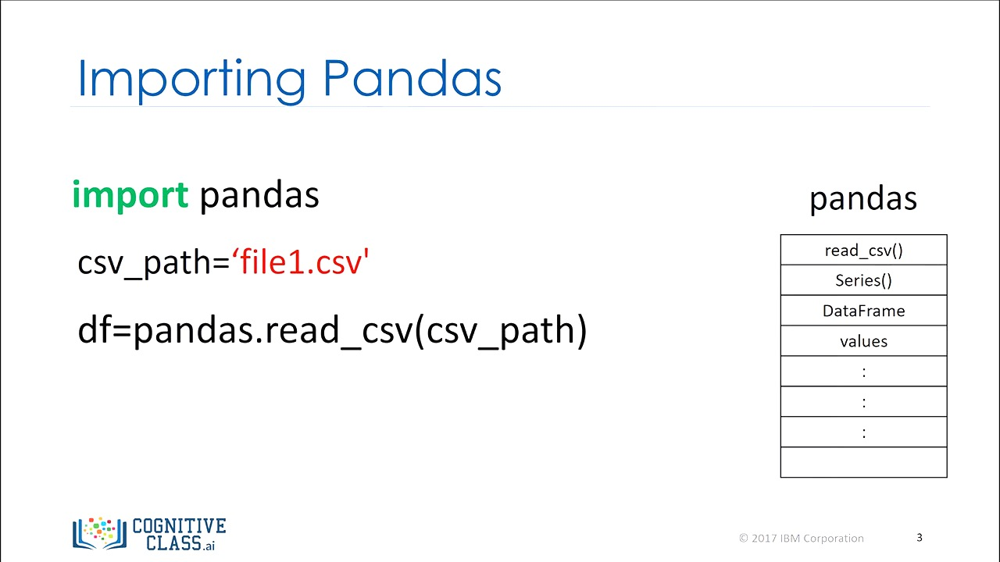 Importing Pandas
import pandas
csv_path=‘file1.csv'
df=pandas.read_csv(csv_path)
pandas
read_csv()
Series()
DataFrame
values
:
:
:
COGNITIVE
CLASS.ai
© 2017 IBM Corporation
3